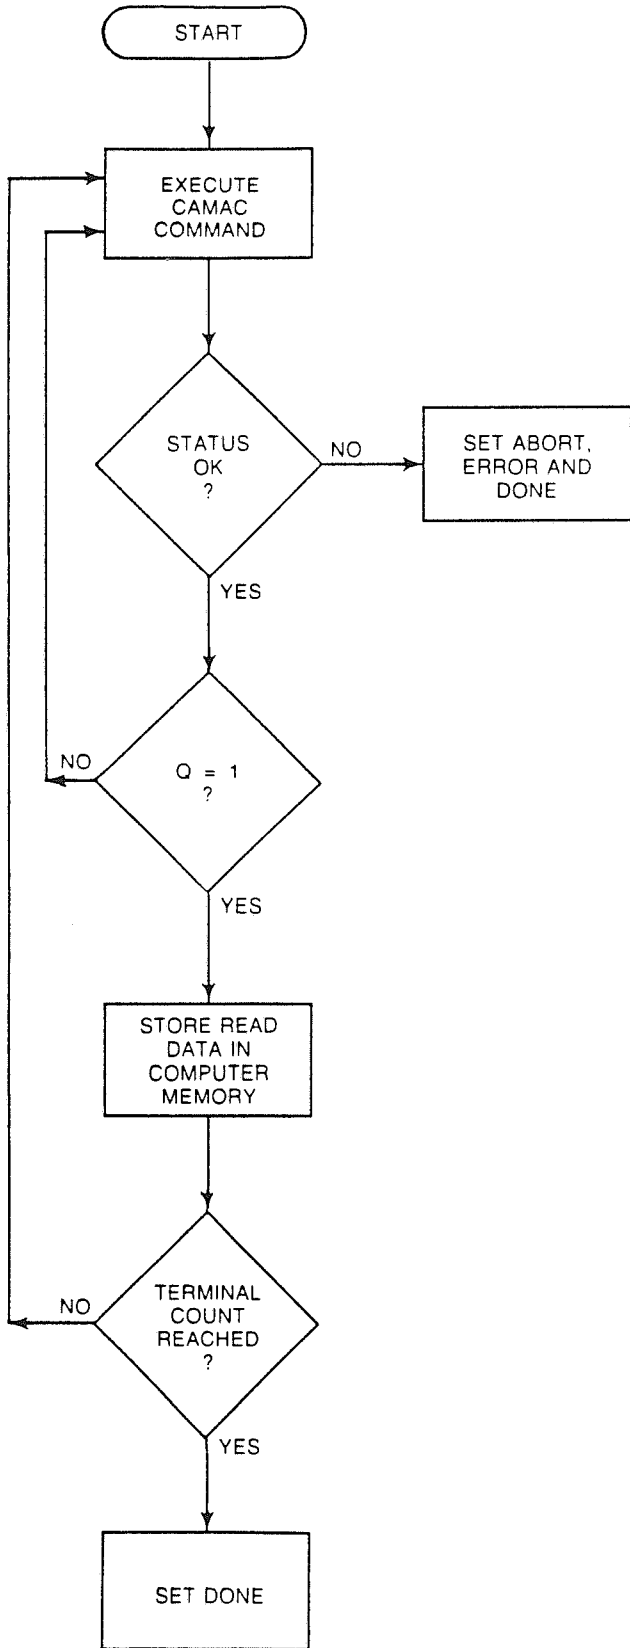 START
EXECUTE
CAMAC
COMMAND
STATUS
OK
?
NO
SET ABORT,
ERROR AND
DONE
YES
Q = 1
?
NO
YES
STORE READ
DATA IN
COMPUTER
MEMORY
TERMINAL
COUNT
REACHED
?
NO
YES
SET DONE